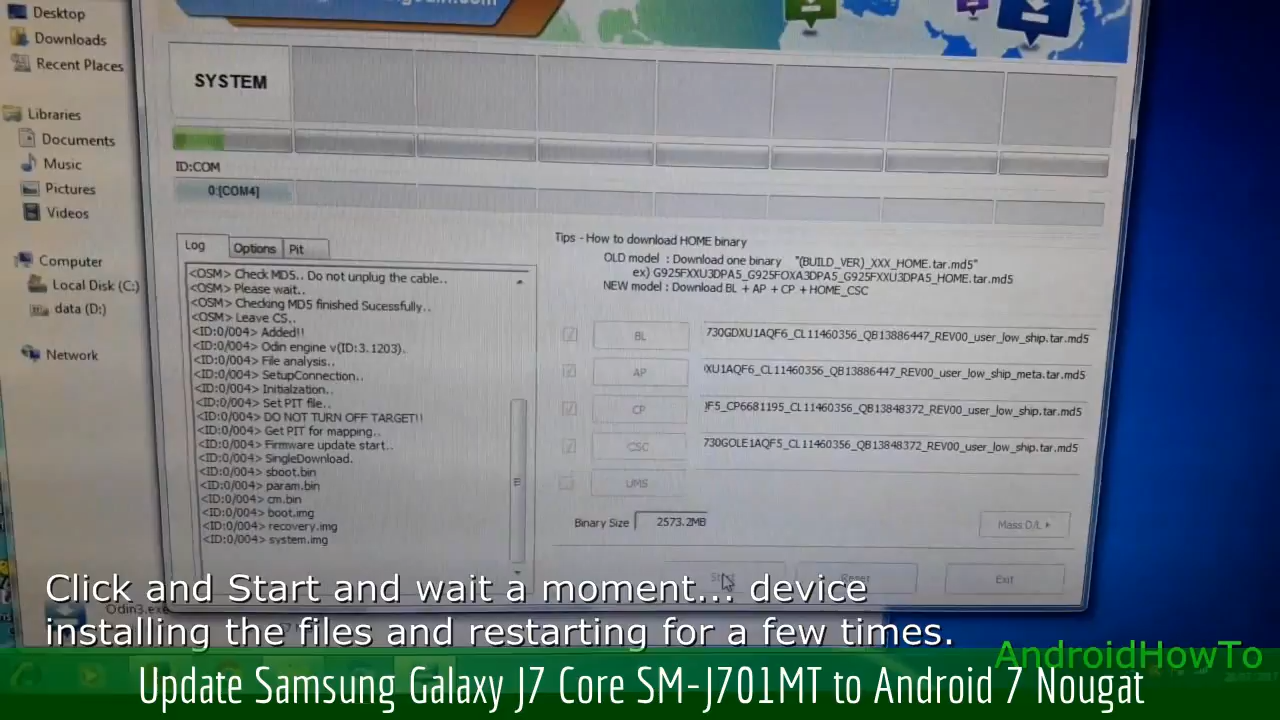 Desktop
Downloads
Recent Places
Libraries
Documents
Music
Pictures
Videos
Computer
Local Disk (C:)
data (D:)
Network
SYSTEM
ID:COM
0:[COM4]
Log
Options
Pit
<OSM> Check MD5.. Do not unplug the cable..
<OSM> Please wait..
<OSM> Checking MD5 finished Sucessfully..
<OSM> Leave CS..
<ID:0/004> Added!!
<ID:0/004> Odin engine v(ID:3.1203)..
<ID:0/004> File analysis..
<ID:0/004> SetupConnection..
<ID:0/004> Initialzation..
<ID:0/004> Set PIT file..
<ID:0/004> DO NOT TURN OFF TARGET!!
<ID:0/004> Get PIT for mapping..
<ID:0/004> Firmware update start..
<ID:0/004> SingleDownload.
<ID:0/004> sboot.bin
<ID:0/004> param.bin
<ID:0/004> cm.bin
<ID:0/004> boot.img
<ID:0/004> recovery.img
<ID:0/004> system.img
Tips - How to download HOME binary
OLD model : Download one binary "(BUILD_VER)_XXX_HOME.tar.md5"
ex) G925FXXU3DPA5_G925FOXA3DPA5_G925FXXU3DPA5_HOME.tar.md5
NEW model : Download BL + AP + CP + HOME_CSC
BL
730GDXU1AQF6_CL11460356_QB13886447_REV00_user_low_ship.tar.md5
AP
XU1AQF6_CL11460356_QB13886447_REV00_user_low_ship_meta.tar.md5
CP
F5_CP6681195_CL11460356_QB13848372_REV00_user_low_ship.tar.md5
CSC
730GOLE1AQF5_CL11460356_QB13848372_REV00_user_low_ship.tar.md5
UMS
Binary Size 2573.2MB
Mass D/L
Start
Reset
Exit
Odin3.exe
Click and Start and wait a moment... device
installing the files and restarting for a few times.
AndroidHowTo
Update Samsung Galaxy J7 Core SM-J701MT to Android 7 Nougat